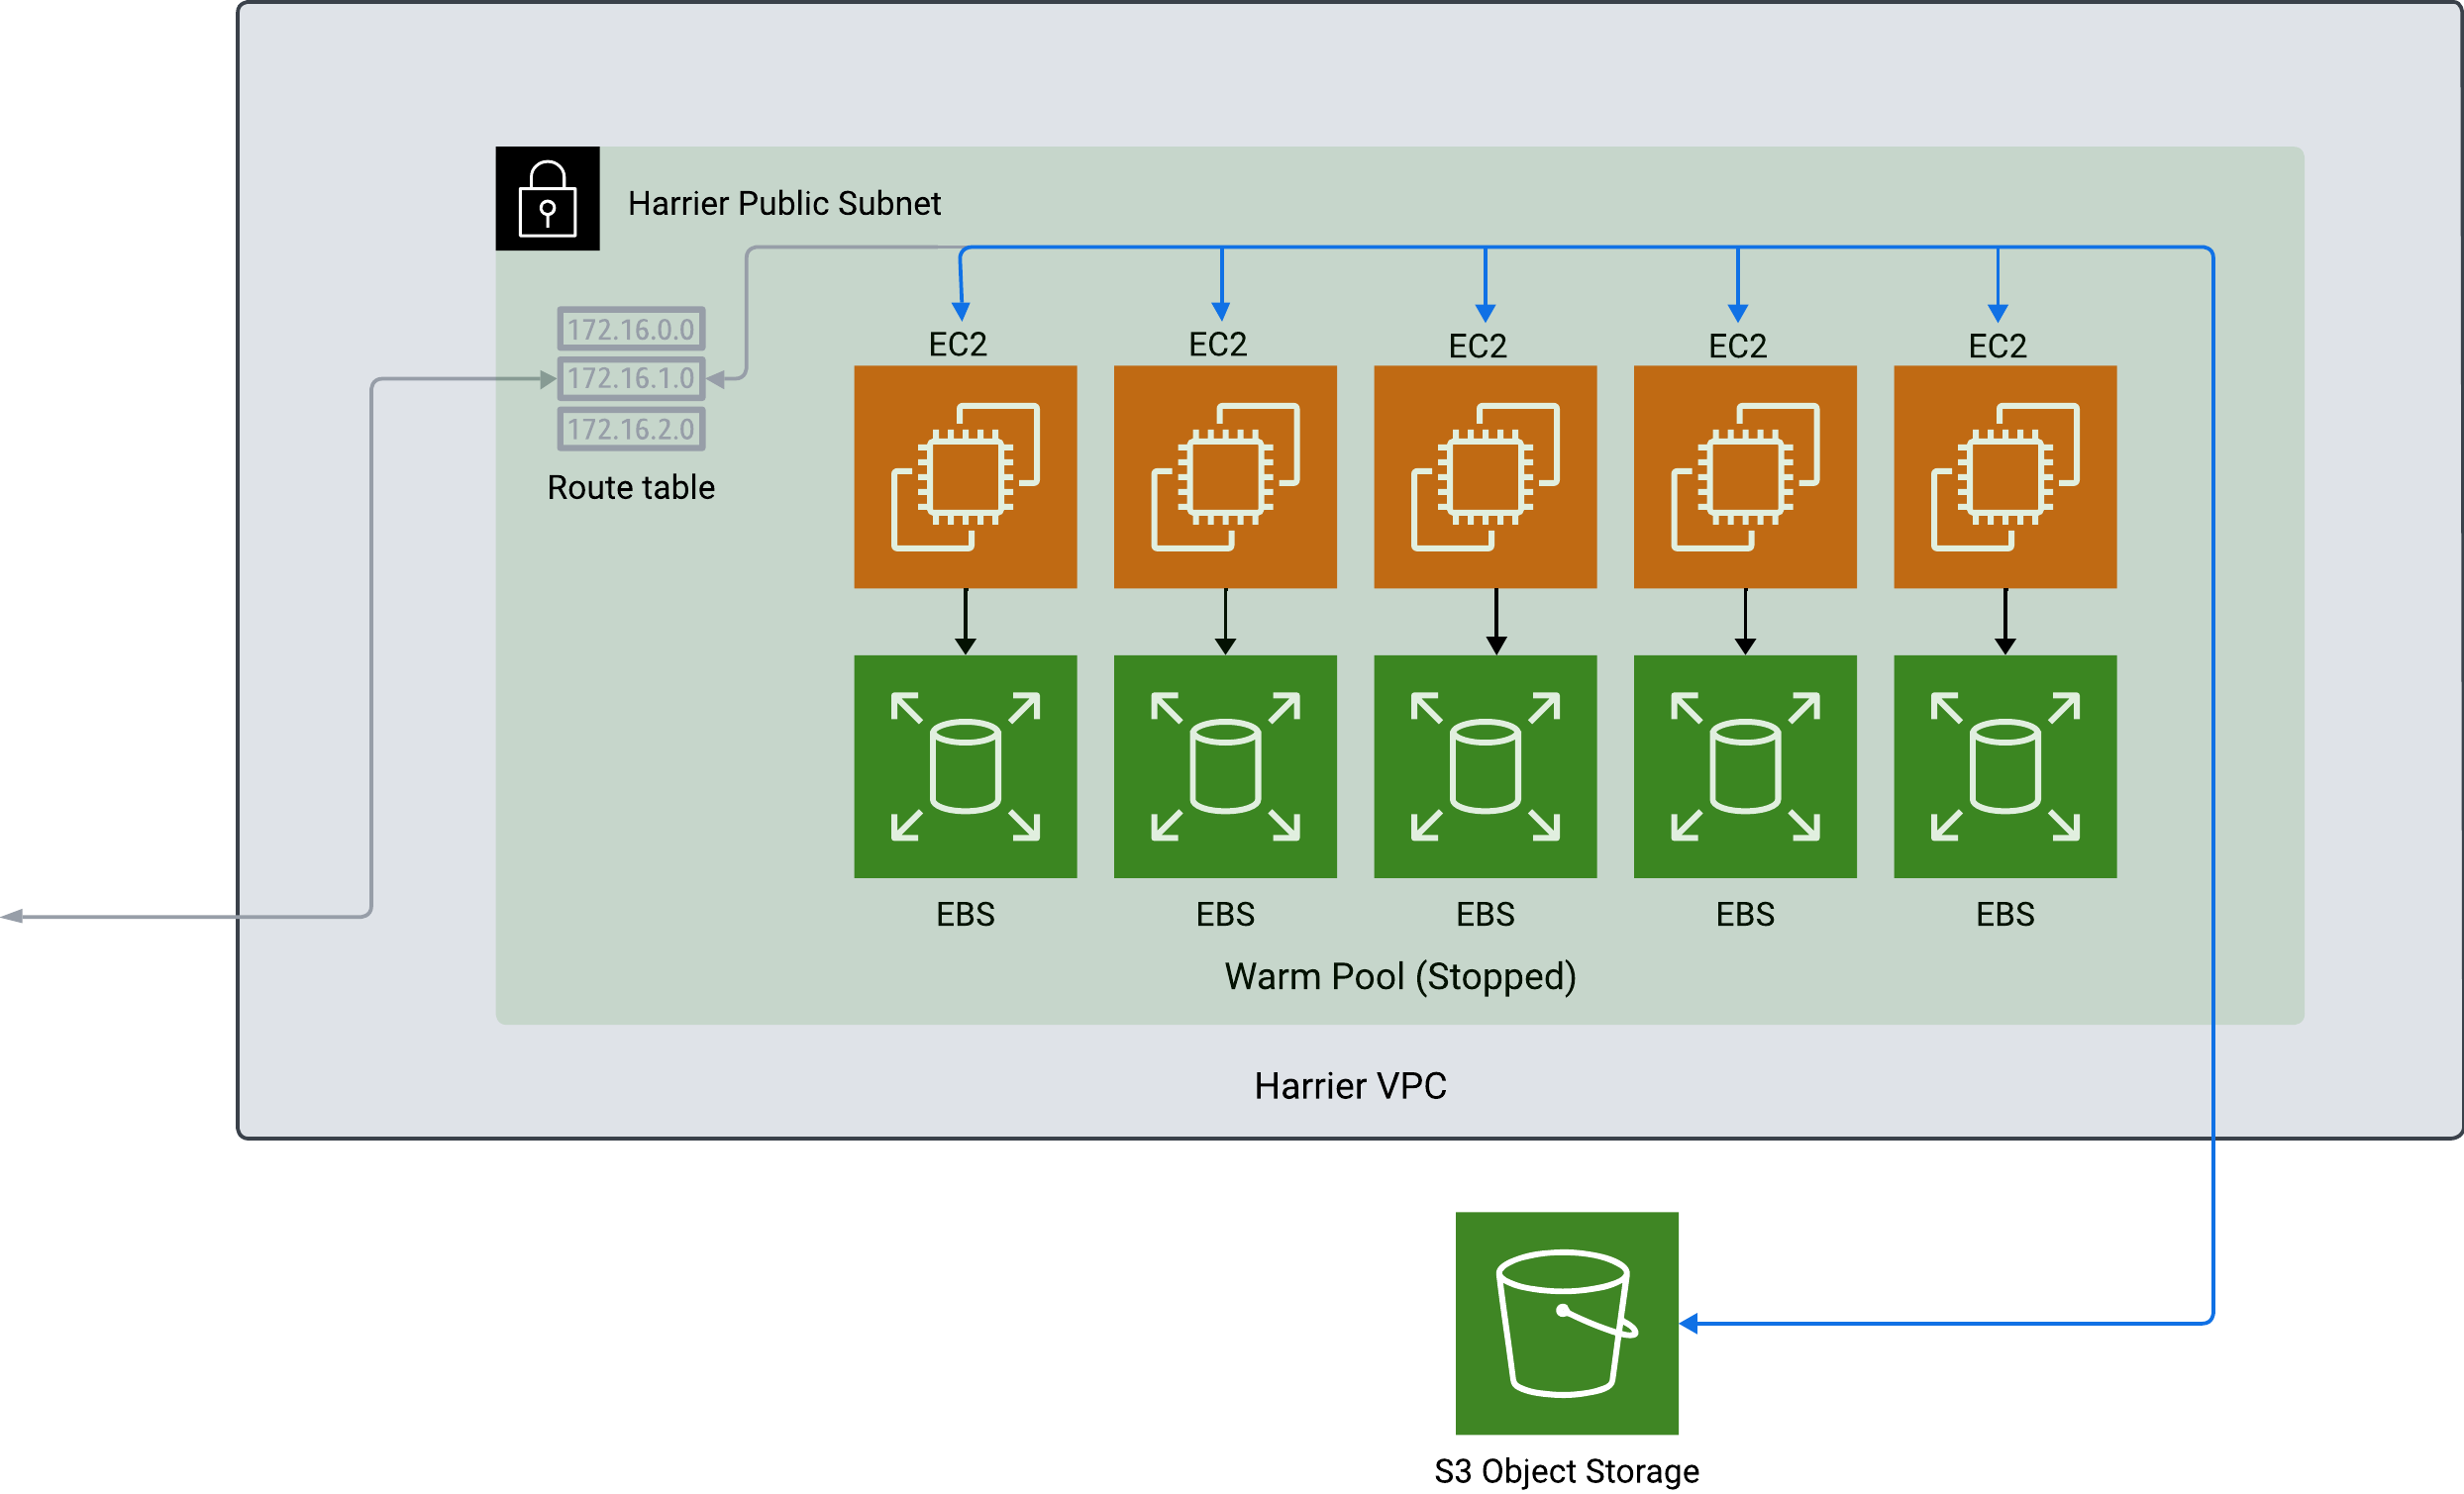 Harrier Public Subnet
172.16.0.0
172.16.1.0
172.16.2.0
Route table
EC2
EC2
EC2
EC2
EC2
EBS
EBS
EBS
EBS
EBS
Warm Pool (Stopped)
Harrier VPC
S3 Object Storage